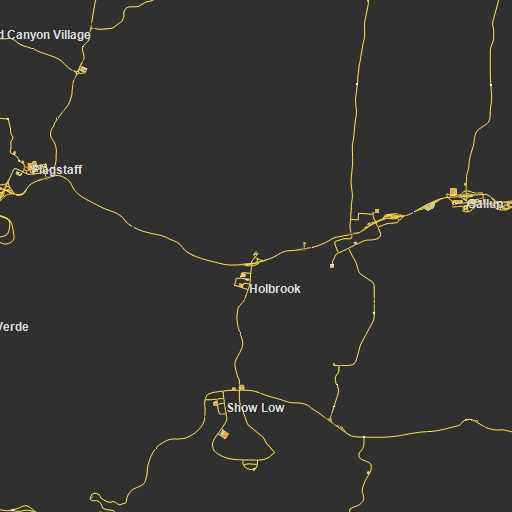 d Canyon Village
Flagstaff
Gallup
Holbrook
Verde
Show Low